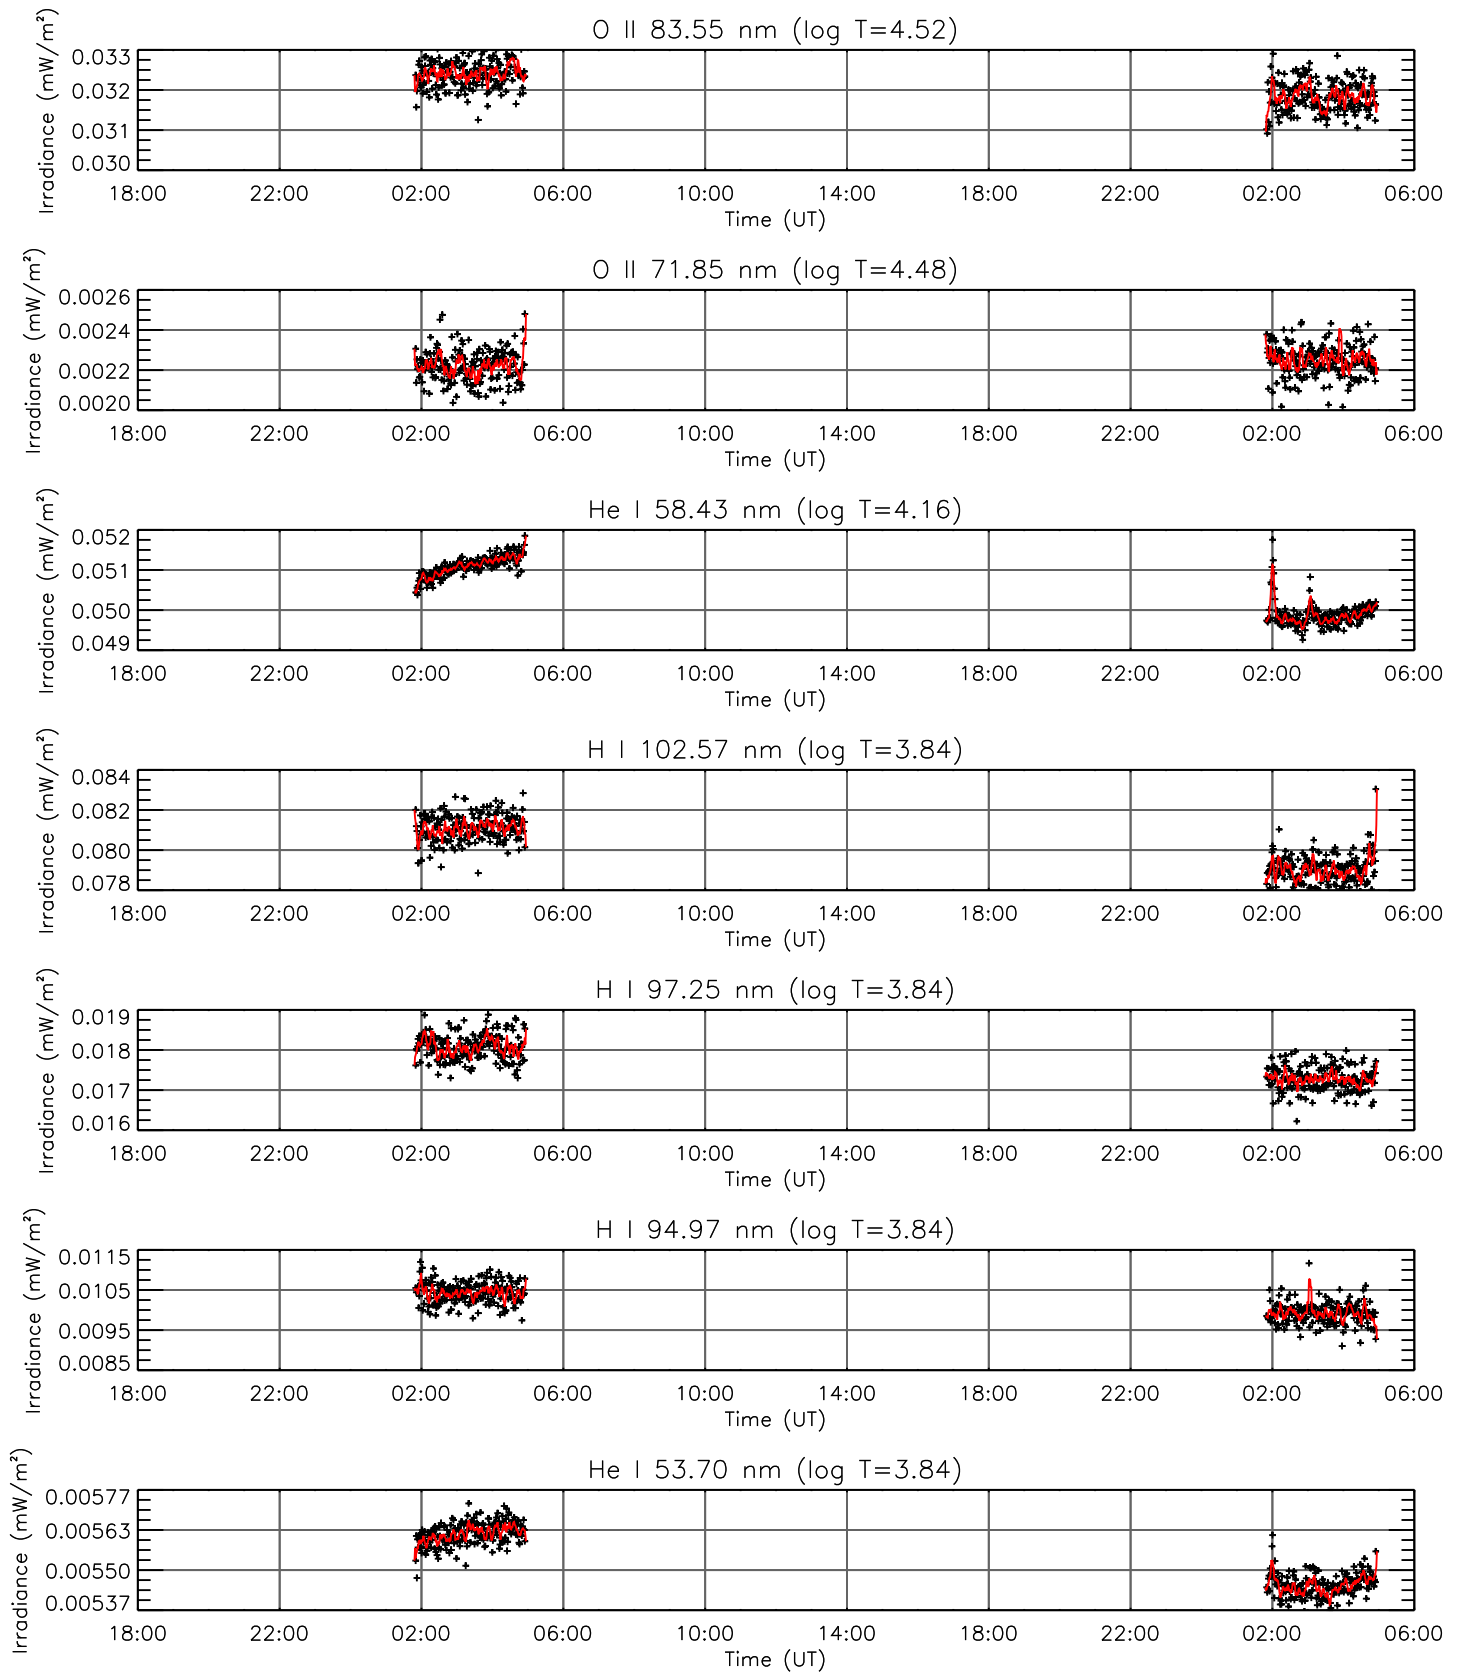 O II 83.55 nm (log T=4.52)
Irradiance (mW/m²)
0.033
0.032
0.031
0.030
18:00 22:00 02:00 06:00 10:00 14:00 18:00 22:00 02:00 06:00
Time (UT)
O II 71.85 nm (log T=4.48)
Irradiance (mW/m²)
0.0026
0.0024
0.0022
0.0020
18:00 22:00 02:00 06:00 10:00 14:00 18:00 22:00 02:00 06:00
Time (UT)
He I 58.43 nm (log T=4.16)
Irradiance (mW/m²)
0.052
0.051
0.050
0.049
18:00 22:00 02:00 06:00 10:00 14:00 18:00 22:00 02:00 06:00
Time (UT)
H I 102.57 nm (log T=3.84)
Irradiance (mW/m²)
0.084
0.082
0.080
0.078
18:00 22:00 02:00 06:00 10:00 14:00 18:00 22:00 02:00 06:00
Time (UT)
H I 97.25 nm (log T=3.84)
Irradiance (mW/m²)
0.019
0.018
0.017
0.016
18:00 22:00 02:00 06:00 10:00 14:00 18:00 22:00 02:00 06:00
Time (UT)
H I 94.97 nm (log T=3.84)
Irradiance (mW/m²)
0.0115
0.0105
0.0095
0.0085
18:00 22:00 02:00 06:00 10:00 14:00 18:00 22:00 02:00 06:00
Time (UT)
He I 53.70 nm (log T=3.84)
Irradiance (mW/m²)
0.00577
0.00563
0.00550
0.00537
18:00 22:00 02:00 06:00 10:00 14:00 18:00 22:00 02:00 06:00
Time (UT)